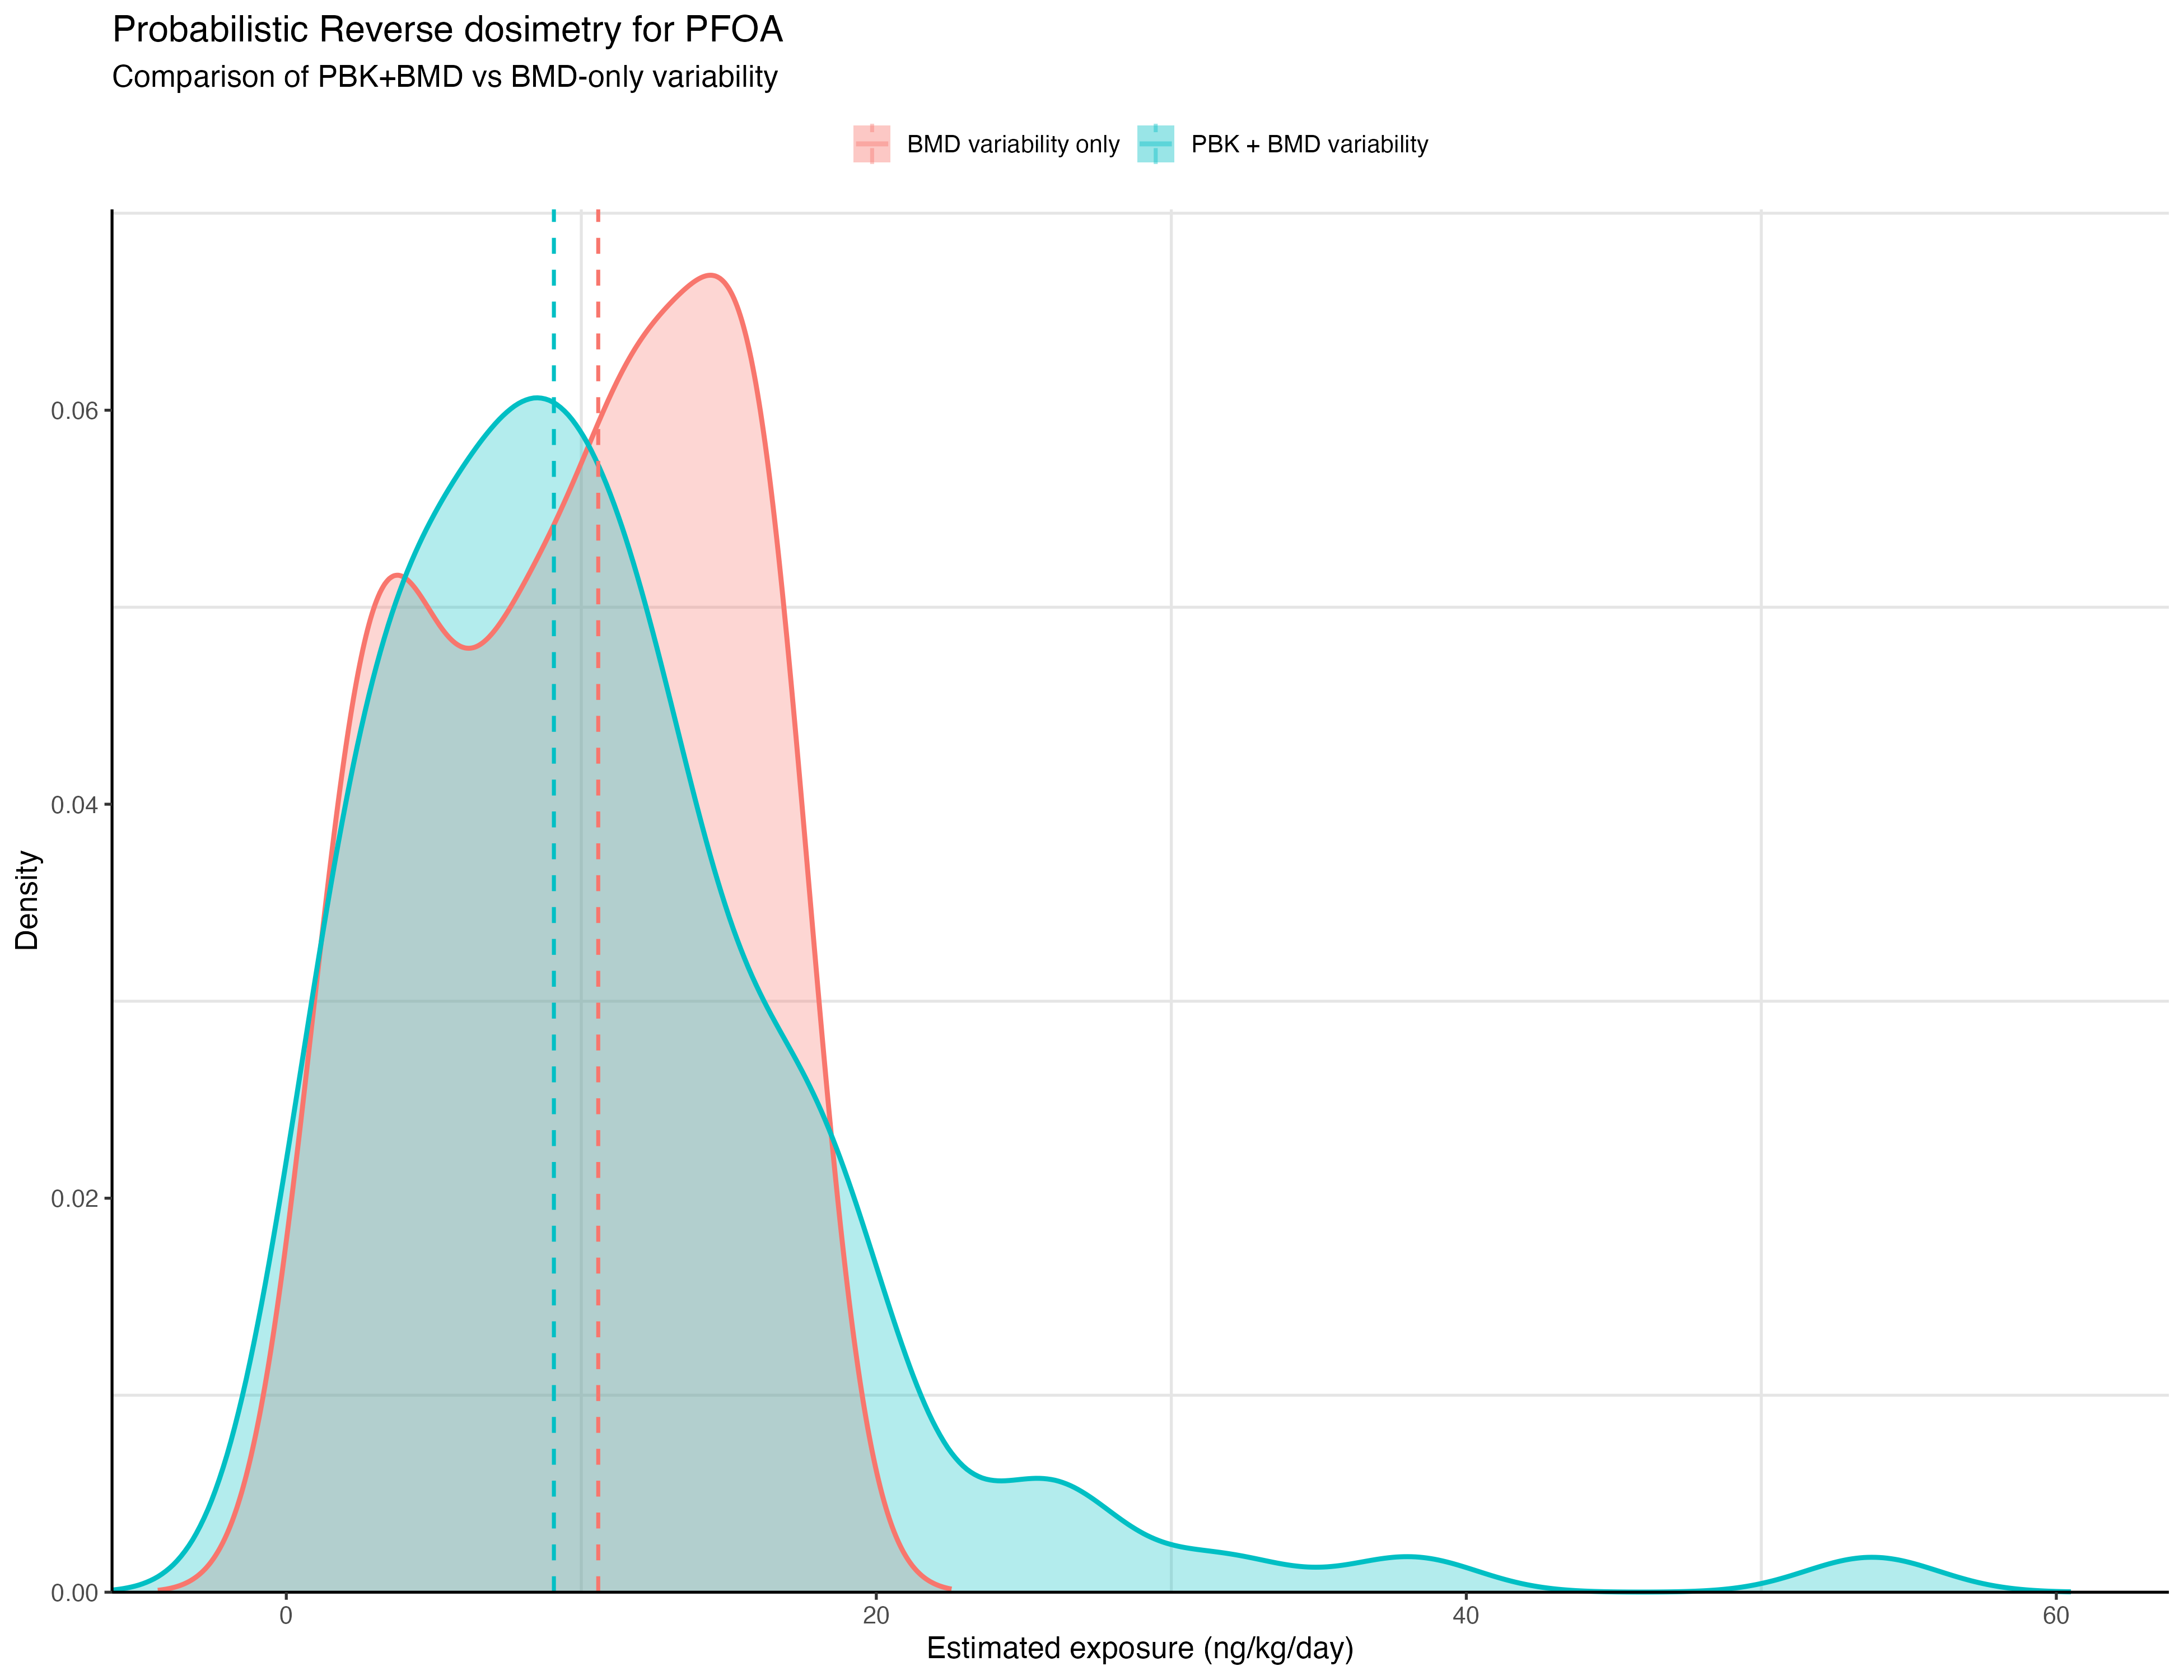 Probabilistic Reverse dosimetry for PFOA
Comparison of PBK+BMD vs BMD-only variability
BMD variability only PBK + BMD variability
0.06
0.04
0.02
0.00
Density
0 20 40 60
Estimated exposure (ng/kg/day)